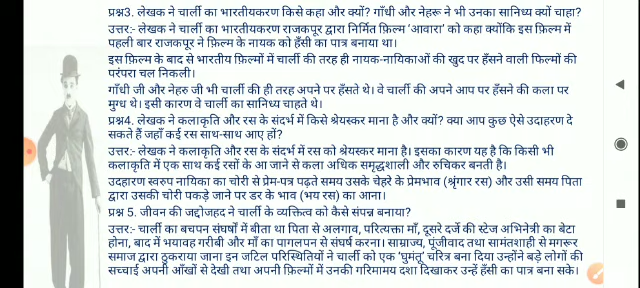 प्रश्न3. लेखक ने चार्ली का भारतीयकरण किसे कहा और क्यों? गाँधी और नेहरू ने भी उनका सानिध्य क्यों चाहा?
उत्तर:- लेखक ने चार्ली का भारतीयकरण राजकपूर द्वारा निर्मित फ़िल्म 'आवारा' को कहा क्योंकि इस फ़िल्म में
पहली बार राजकपूर ने फ़िल्म के नायक को हँसी का पात्र बनाया था।
इस फ़िल्म के बाद से भारतीय फ़िल्मों में चार्ली की तरह ही नायक-नायिकाओं की खुद पर हँसने वाली फिल्मों की
परंपरा चल निकली।
गाँधी जी और नेहरु जी भी चार्ली की ही तरह अपने पर हँसते थे। वे चार्ली की अपने आप पर हँसने की कला पर
मुग्ध थे। इसी कारण वे चार्ली का सानिध्य चाहते थे।
प्रश्न4. लेखक ने कलाकृति और रस के संदर्भ में किसे श्रेयस्कर माना है और क्यों? क्या आप कुछ ऐसे उदाहरण दे
सकते हैं जहाँ कई रस साथ-साथ आए हों?
उत्तर:- लेखक ने कलाकृति और रस के संदर्भ में रस को श्रेयस्कर माना है। इसका कारण यह है कि किसी भी
कलाकृति में एक साथ कई रसों के आ जाने से कला अधिक समृद्धशाली और रुचिकर बनती है।
उदहारण स्वरुप नायिका का चोरी से प्रेम-पत्र पढ़ते समय उसके चेहरे के प्रेमभाव (श्रृंगार रस) और उसी समय पिता
द्वारा उसकी चोरी पकड़े जाने पर डर के भाव (भय रस) का आना।
प्रश्न 5. जीवन की जद्दोजहद ने चार्ली के व्यक्तित्व को कैसे संपन्न बनाया?
उत्तर:- चार्ली का बचपन संघर्षों में बीता था पिता से अलगाव, परित्यक्ता माँ, दूसरे दर्जे की स्टेज अभिनेत्री का बेटा
होना, बाद में भयावह गरीबी और माँ का पागलपन से संघर्ष करना। साम्राज्य, पूंजीवाद तथा सामंतशाही से मगरूर
समाज द्वारा ठुकराया जाना इन जटिल परिस्थितियों ने चार्ली को एक 'घुमंतू' चरित्र बना दिया उन्होंने बड़े लोगों की
सच्चाई अपनी आँखों से देखी तथा अपनी फ़िल्मों में उनकी गरिमामय दशा दिखाकर उन्हें हँसी का पात्र बना सके।